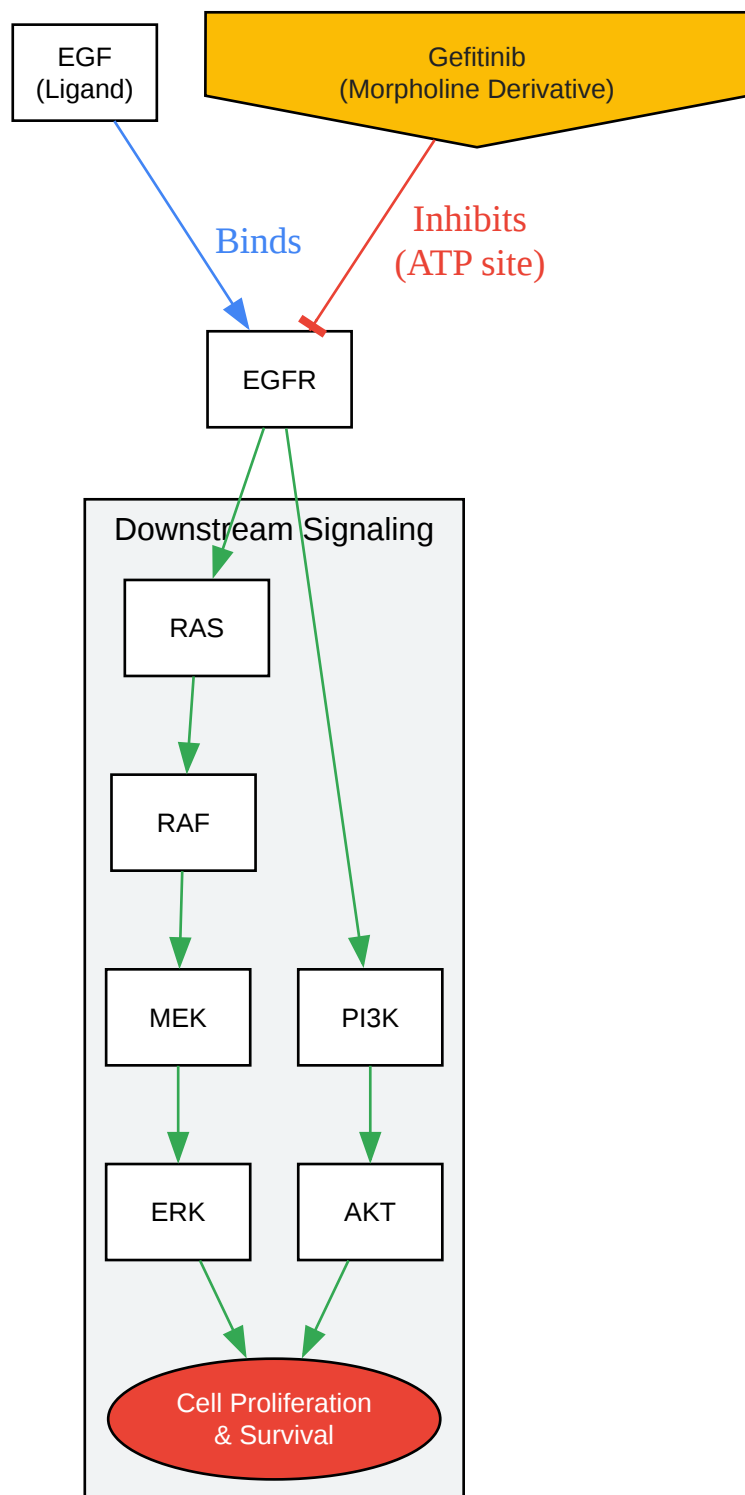 EGF
(Ligand)
Gefitinib
(Morpholine Derivative)
Binds
Inhibits
(ATP site)
EGFR
Downstream Signaling
RAS
RAF
MEK
PI3K
ERK
AKT
Cell Proliferation
& Survival